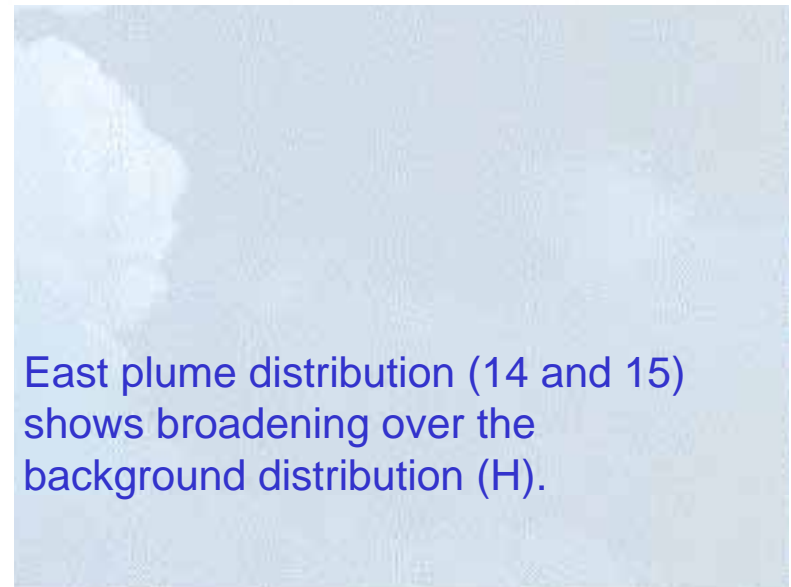 East plume distribution (14 and 15)
shows broadening over the
background distribution (H).